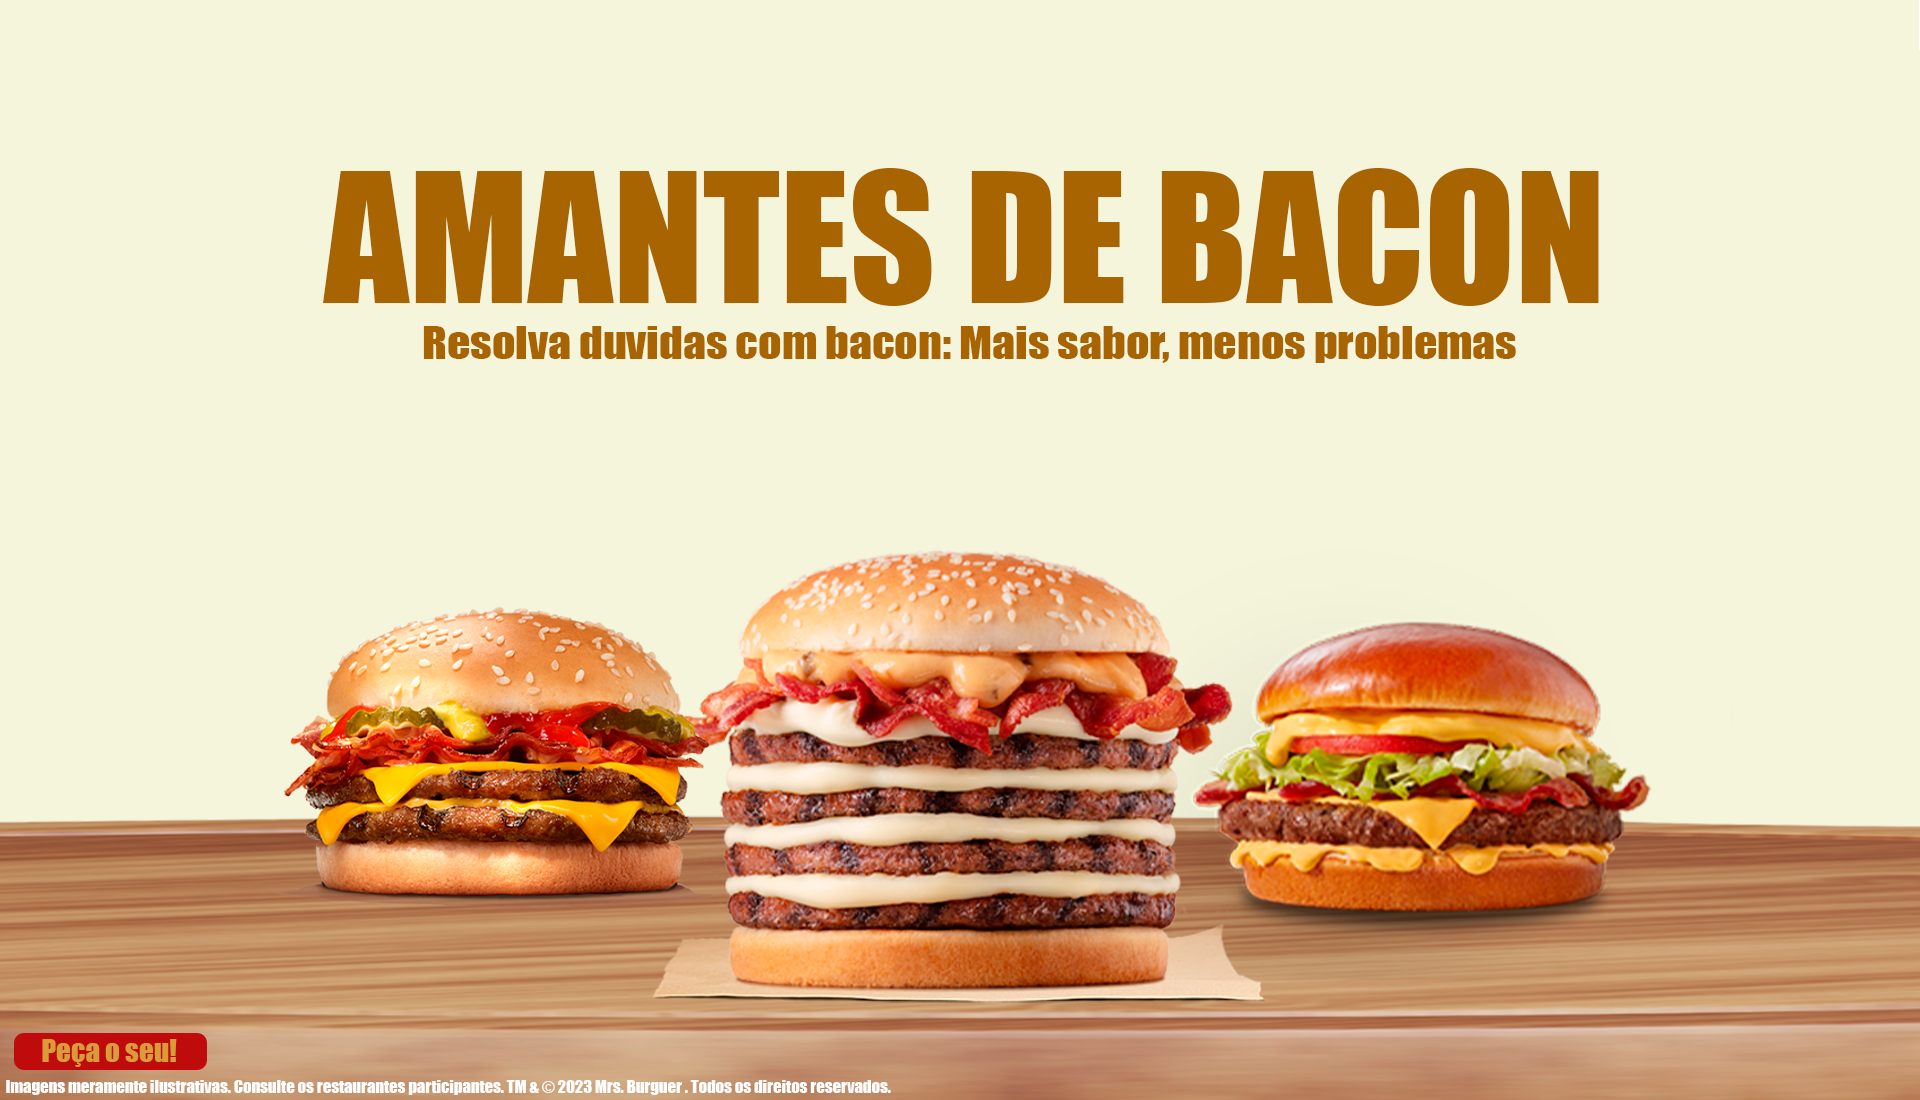 AMANTES DE BACON
Resolva duvidas com bacon: Mais sabor, menos problemas
Peça o seu!
Imagens meramente ilustrativas. Consulte os restaurantes participantes. TM & © 2023 Mrs. Burguer . Todos os direitos reservados.